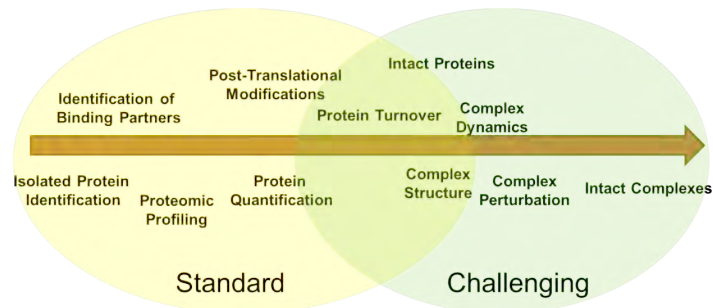 Intact Proteins
Post-Translational
Modifications
Identification of
Binding Partners
Protein Turnover
Complex
Dynamics
Isolated Protein
Identification
Proteomic
Profiling
Protein
Quantification
Complex
Structure
Complex
Perturbation
Intact Complexes
Standard
Challenging